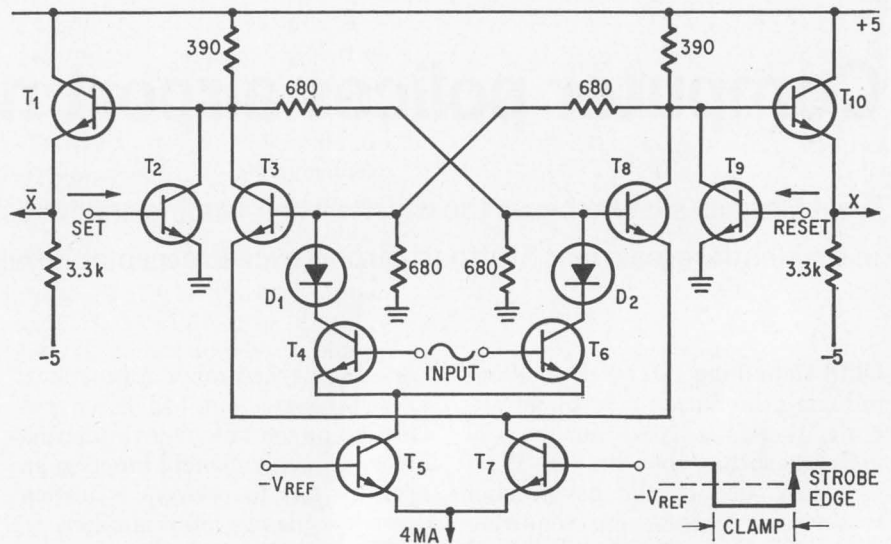 +5
390
390
680
680
T1
T10
T2
T3
T8
T9
X̄
SET
RESET
X
3.3k
680
680
3.3k
D1
D2
-5
-5
T4
INPUT
T6
-VREF
T5
T7
-VREF
STROBE
EDGE
4MA
CLAMP